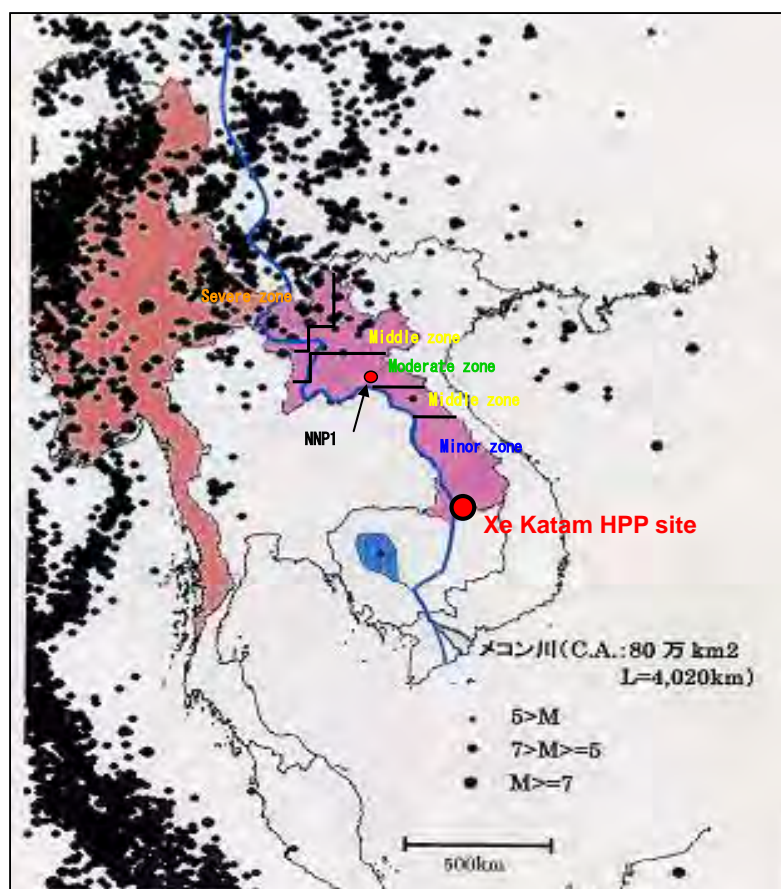 Severe zone
Middle zone
Moderate zone
Middle zone
NNP1
Minor zone
Xe Katam HPP site
メコン川(C.A.:80 万 km2
L=4,020km)
5>M
7>M>=5
M>=7
500km